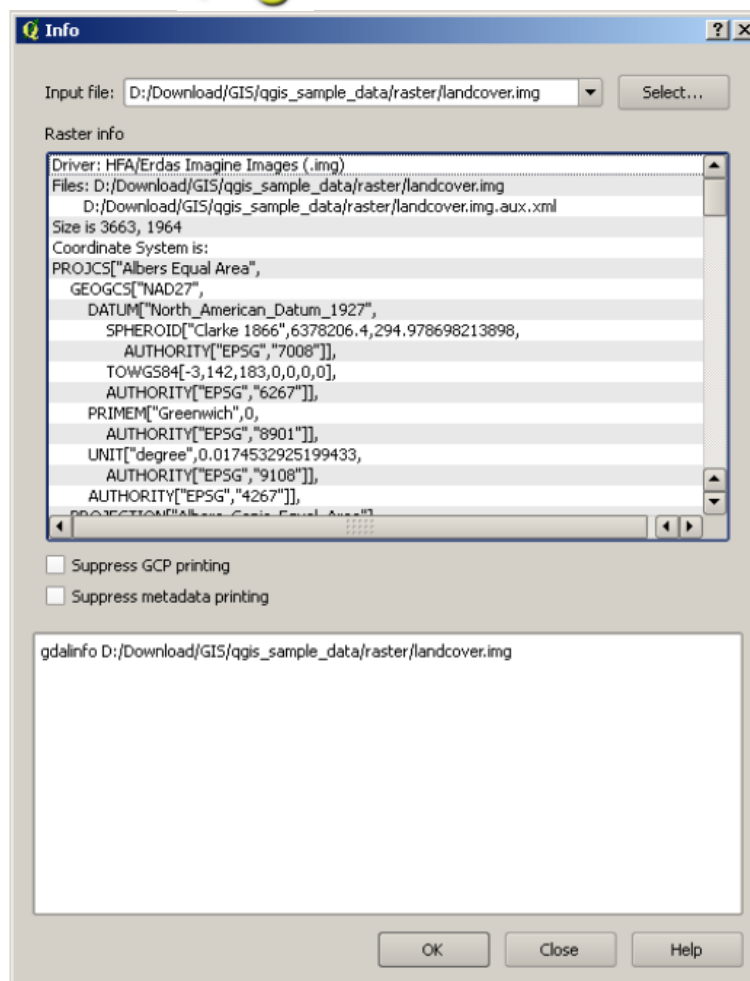 Info
Input file: D:/Download/GIS/qgis_sample_data/raster/landcover.img Select...
Raster info
Driver: HFA/Erdas Imagine Images (.img)
Files: D:/Download/GIS/qgis_sample_data/raster/landcover.img
D:/Download/GIS/qgis_sample_data/raster/landcover.img.aux.xml
Size is 3663, 1964
Coordinate System is:
PROJCS["Albers Equal Area",
GEOGCS["NAD27",
DATUM["North_American_Datum_1927",
SPHEROID["Clarke 1866",6378206.4,294.978698213898,
AUTHORITY["EPSG","7008"]],
TOWGS84[-3,142,183,0,0,0,0],
AUTHORITY["EPSG","6267"]],
PRIMEM["Greenwich",0,
AUTHORITY["EPSG","8901"]],
UNIT["degree",0.0174532925199433,
AUTHORITY["EPSG","9108"]],
AUTHORITY["EPSG","4267"]],
PROJECTION["Albers_Conic_Equal_Area"],
Suppress GCP printing
Suppress metadata printing
gdalinfo D:/Download/GIS/qgis_sample_data/raster/landcover.img
OK Close Help